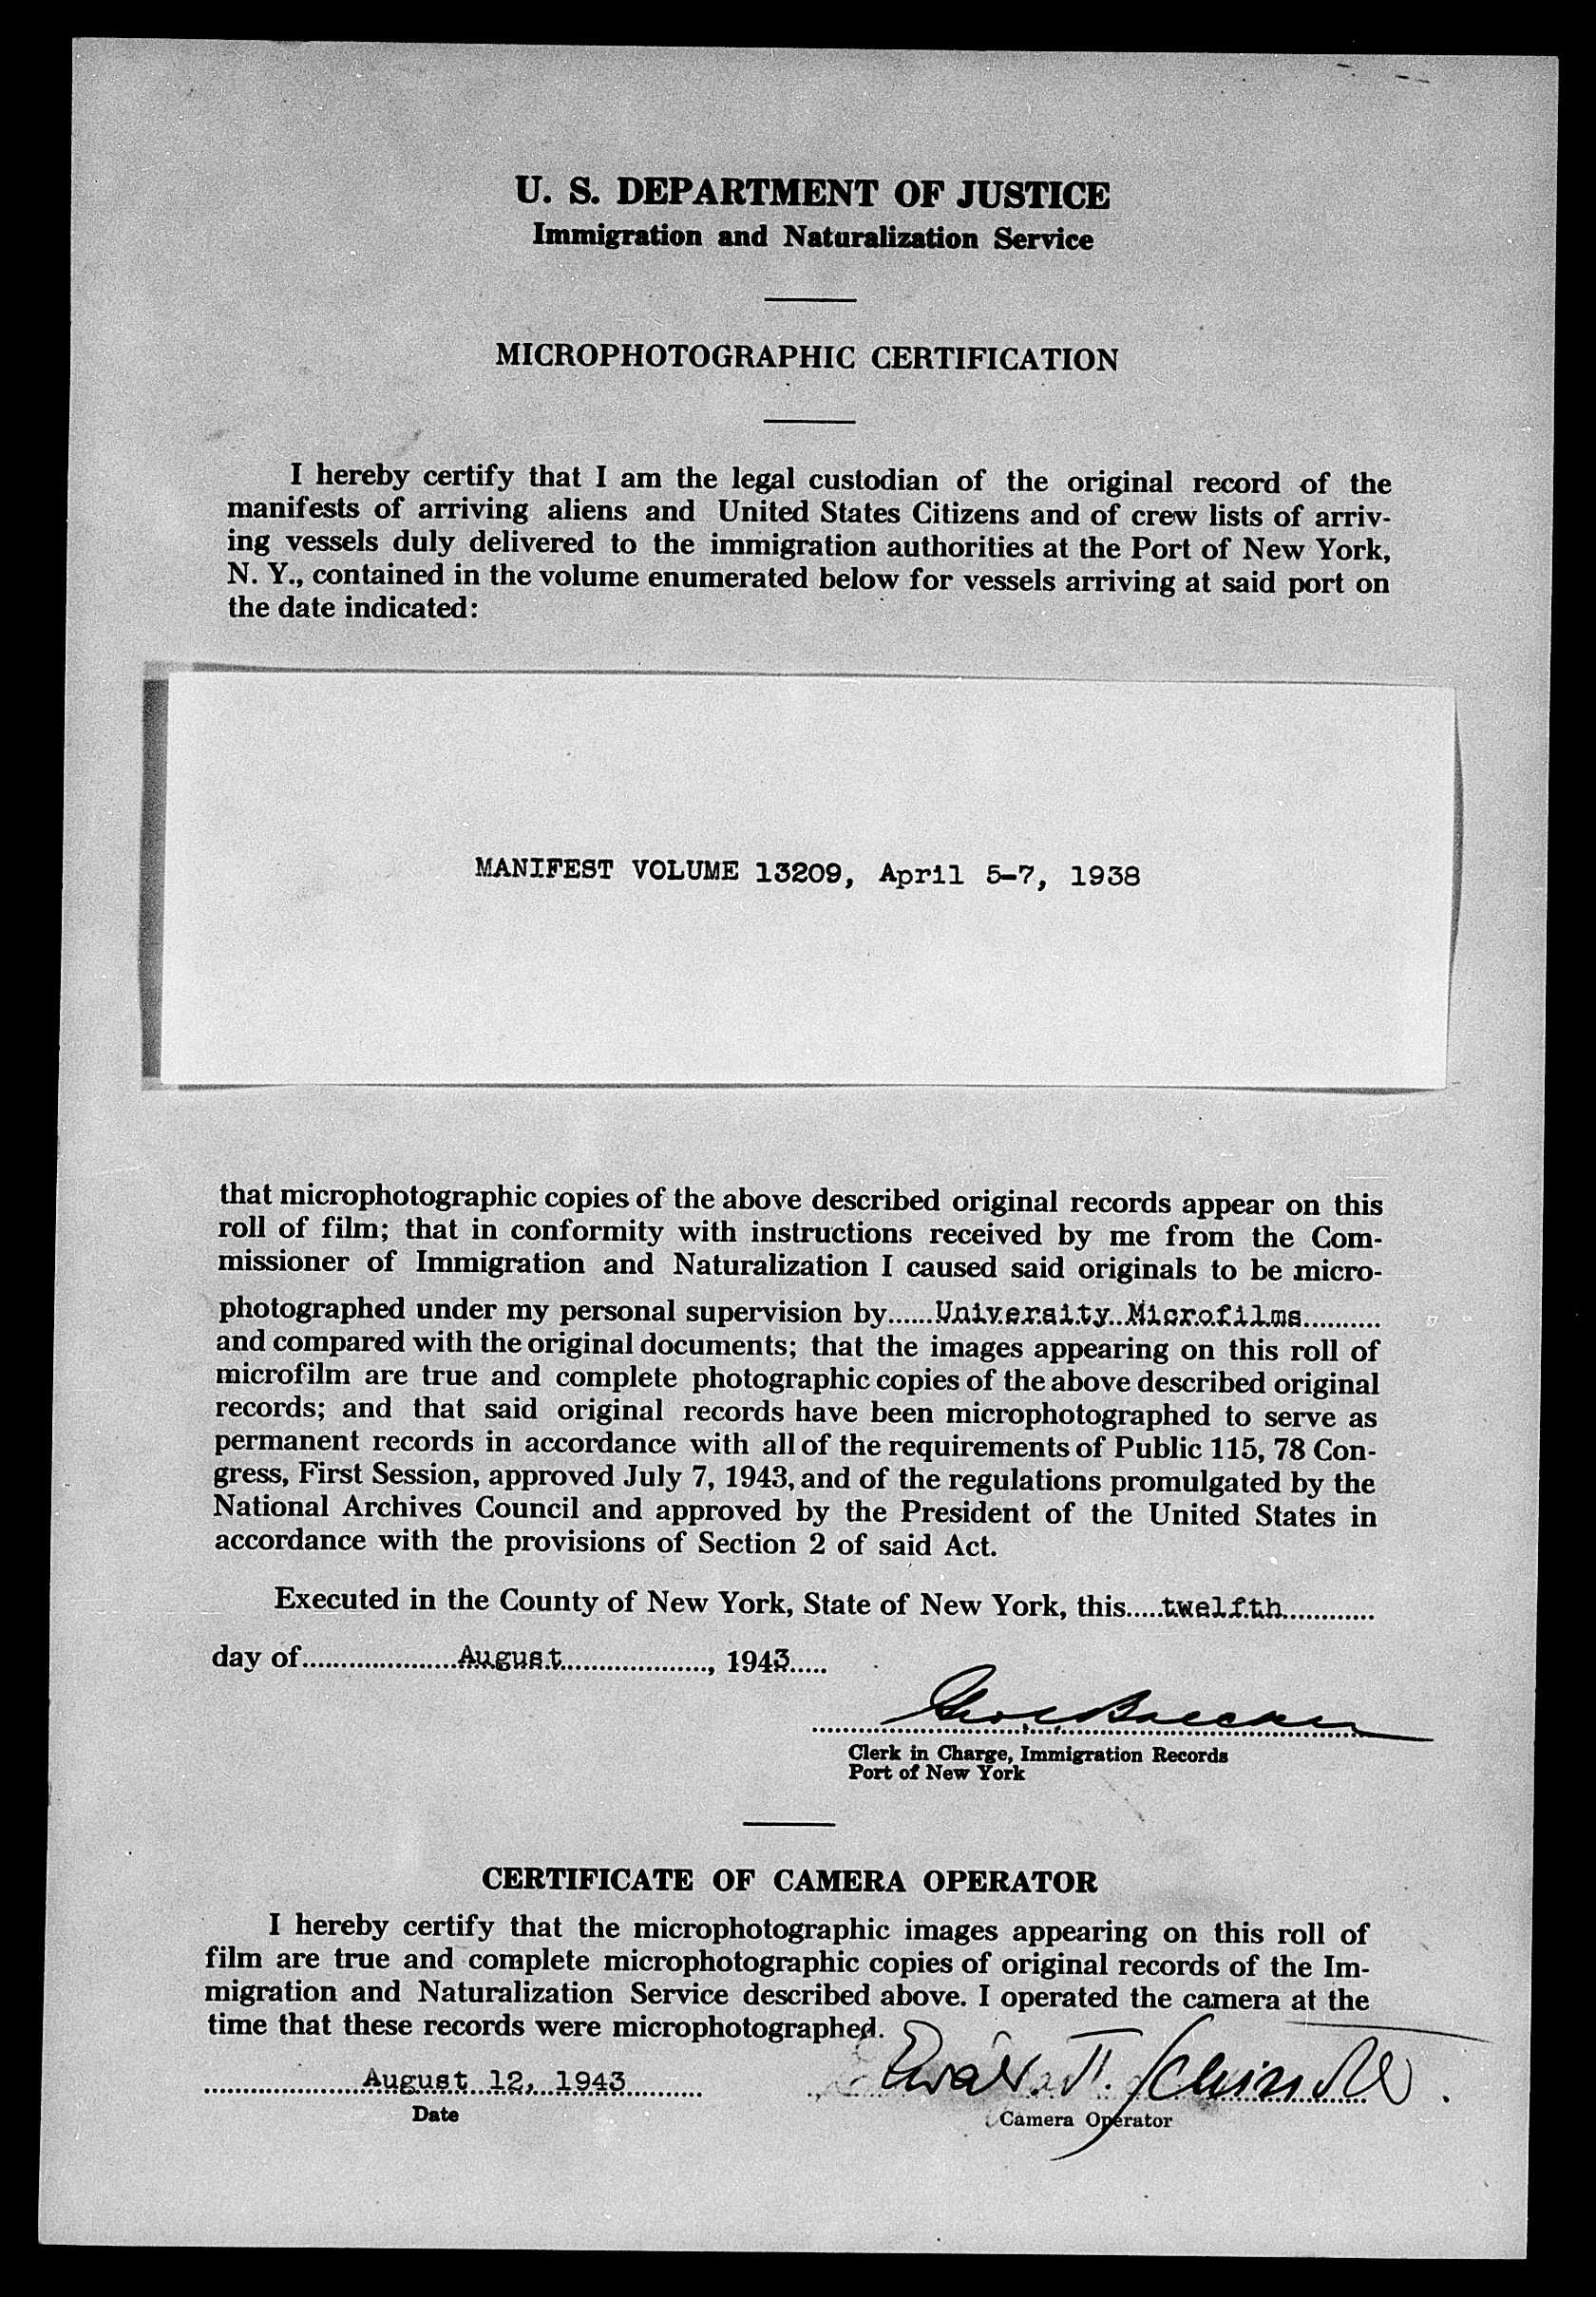 U. S. DEPARTMENT OF JUSTICE
Immigration and Naturalization Service
MICROPHOTOGRAPHIC CERTIFICATION
I hereby certify that I am the legal custodian of the original record of the
manifests of arriving aliens and United States Citizens and of crew lists of arriv-
ing vessels duly delivered to the immigration authorities at the Port of New York,
N. Y., contained in the volume enumerated below for vessels arriving at said port on
the date indicated:
MANIFEST VOLUME 13209, April 5-7, 1938
that microphotographic copies of the above described original records appear on this
roll of film; that in conformity with instructions received by me from the Com-
missioner of Immigration and Naturalization I caused said originals to be micro-
photographed under my personal supervision by......University Microfilms..........
and compared with the original documents; that the images appearing on this roll of
microfilm are true and complete photographic copies of the above described original
records; and that said original records have been microphotographed to serve as
permanent records in accordance with all of the requirements of Public 115, 78 Con-
gress, First Session, approved July 7, 1943, and of the regulations promulgated by the
National Archives Council and approved by the President of the United States in
accordance with the provisions of Section 2 of said Act.
Executed in the County of New York, State of New York, this.....twelfth............
day of....................August..................., 1943.....
Clerk in Charge, Immigration Records
Port of New York
CERTIFICATE OF CAMERA OPERATOR
I hereby certify that the microphotographic images appearing on this roll of
film are true and complete microphotographic copies of original records of the Im-
migration and Naturalization Service described above. I operated the camera at the
time that these records were microphotographed.
August 12, 1943
Date
Camera Operator